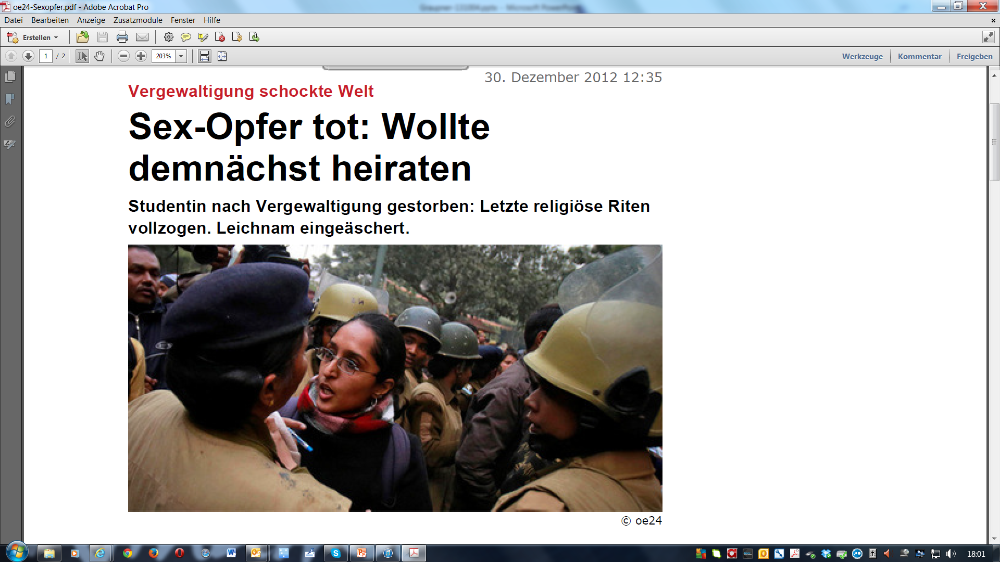 oe24-Sexopfer.pdf - Adobe Acrobat Pro
Datei Bearbeiten Anzeige Zusatzmodule Fenster Hilfe
Erstellen
1 / 2 203% Werkzeuge Kommentar Freigeben
30. Dezember 2012 12:35
Vergewaltigung schockte Welt
Sex-Opfer tot: Wollte
demnächst heiraten
Studentin nach Vergewaltigung gestorben: Letzte religiöse Riten
vollzogen. Leichnam eingeäschert.
© oe24
18:01